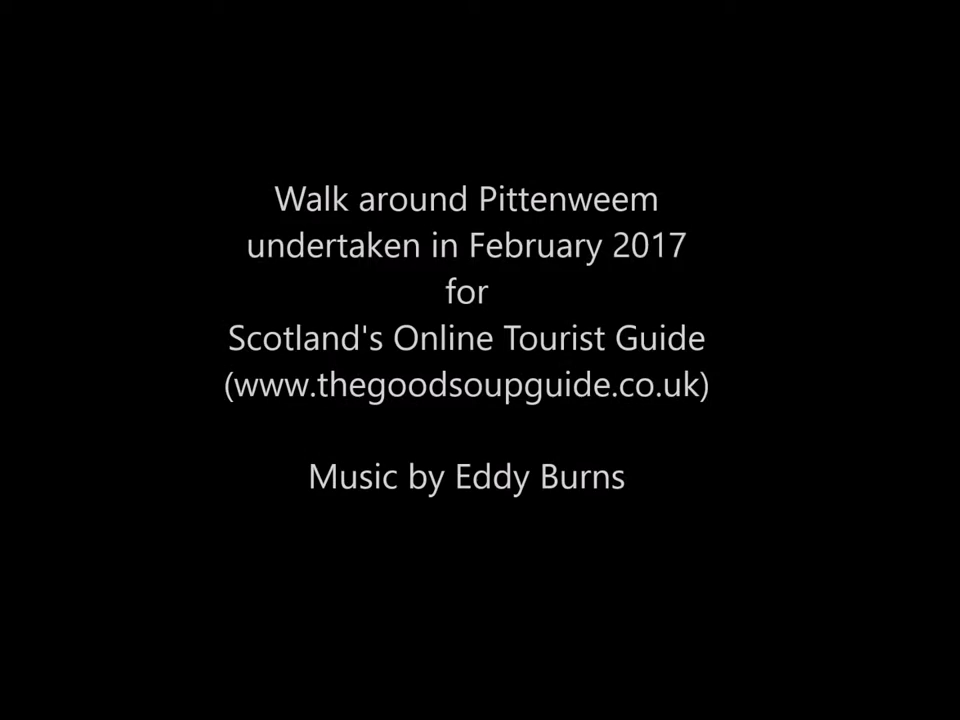 Walk around Pittenweem
undertaken in February 2017
for
Scotland's Online Tourist Guide
(www.thegoodsoupguide.co.uk)
Music by Eddy Burns